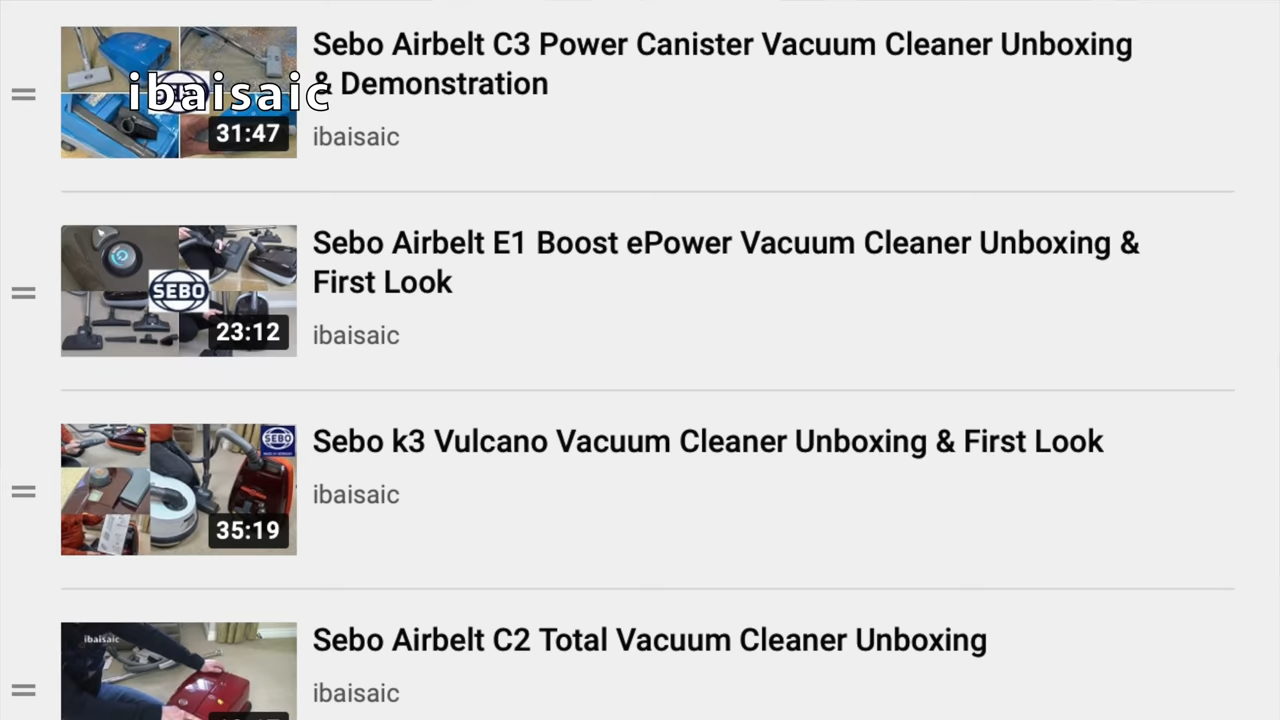 Sebo Airbelt C3 Power Canister Vacuum Cleaner Unboxing
& Demonstration
ibaisaic
31:47
ibaisaic
Sebo Airbelt E1 Boost ePower Vacuum Cleaner Unboxing &
First Look
SEBO
23:12
ibaisaic
Sebo k3 Vulcano Vacuum Cleaner Unboxing & First Look
SEBO
ibaisaic
35:19
Sebo Airbelt C2 Total Vacuum Cleaner Unboxing
ibaisaic
ibaisaic